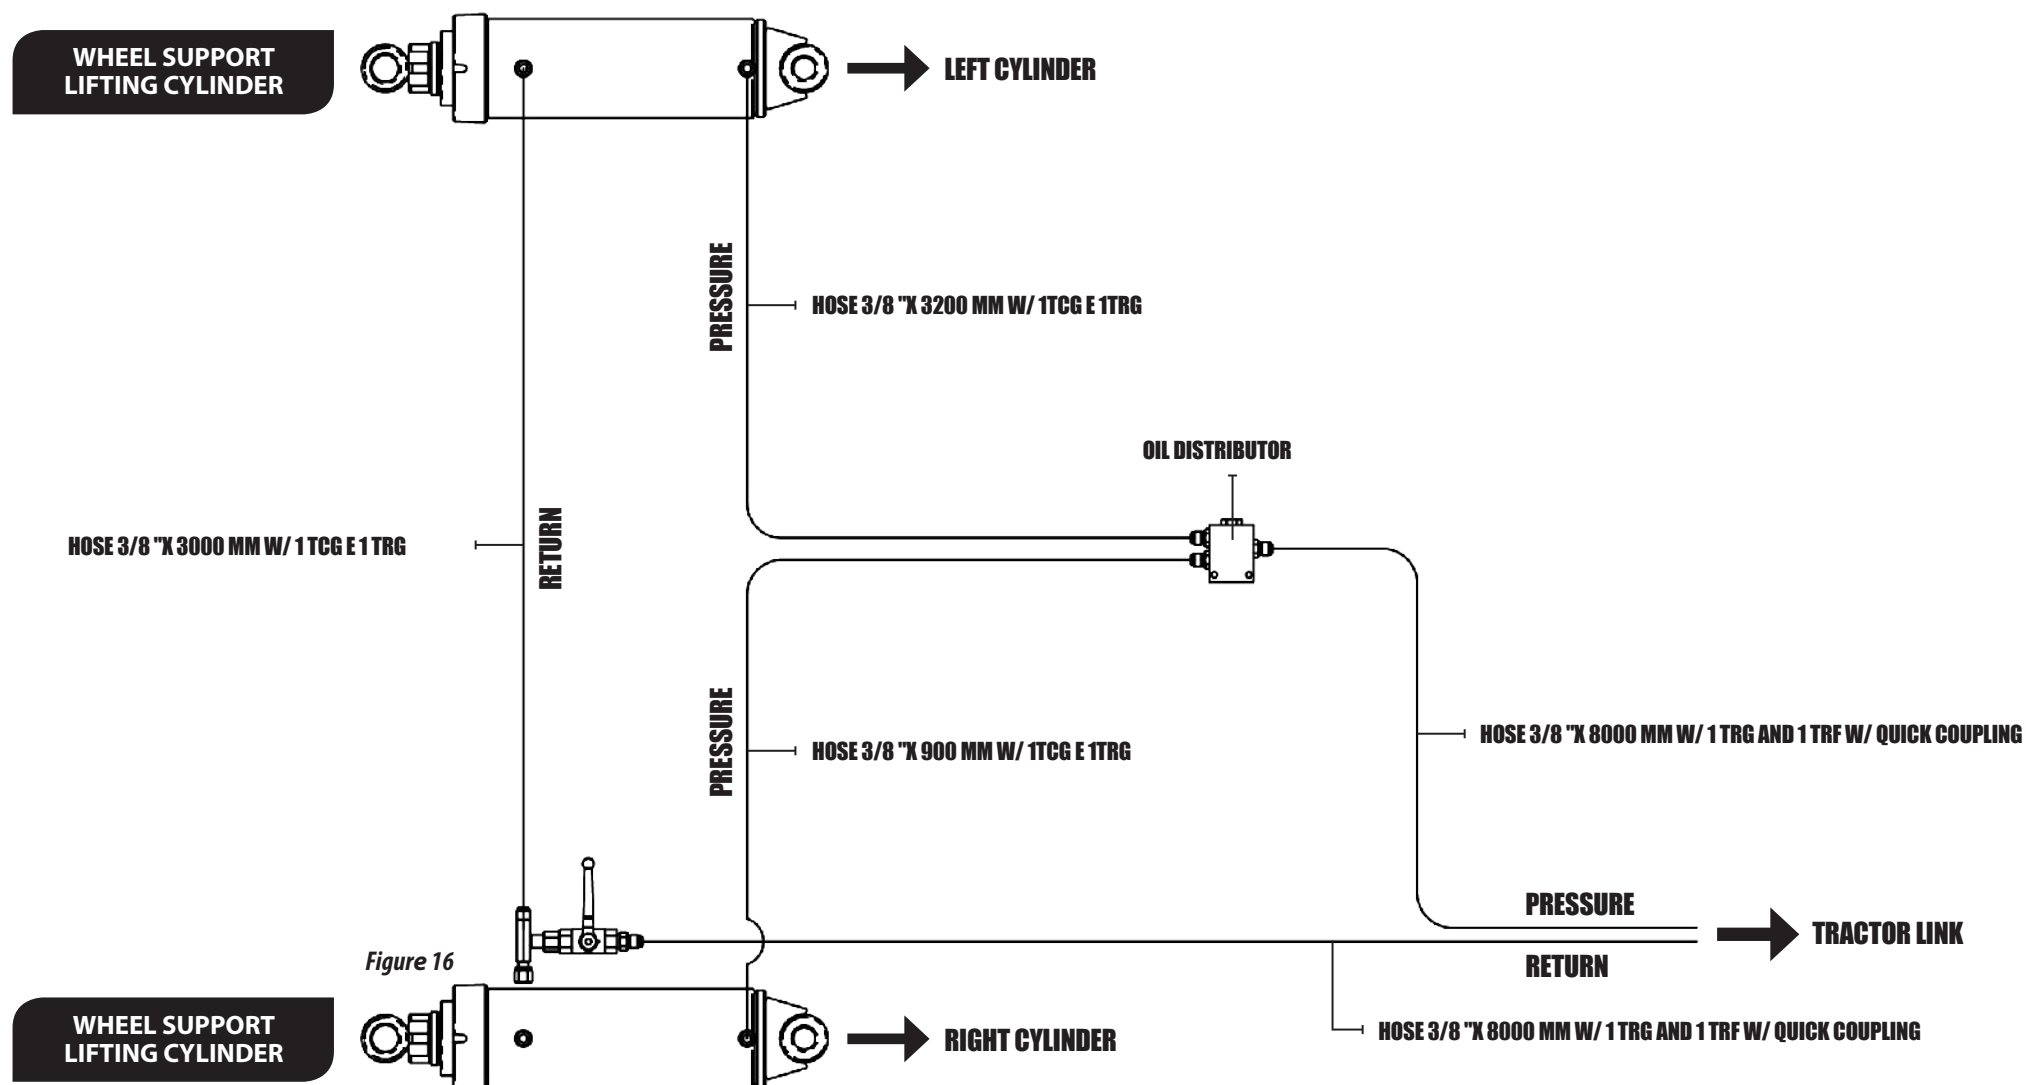 WHEEL SUPPORT
LIFTING CYLINDER
LEFT CYLINDER
PRESSURE
HOSE 3/8 "X 3200 MM W/ 1TCG E 1TRG
OIL DISTRIBUTOR
HOSE 3/8 "X 3000 MM W/ 1 TCG E 1 TRG
RETURN
PRESSURE
HOSE 3/8 "X 900 MM W/ 1TCG E 1TRG
HOSE 3/8 "X 8000 MM W/ 1 TRG AND 1 TRF W/ QUICK COUPLING
PRESSURE
TRACTOR LINK
RETURN
Figure 16
WHEEL SUPPORT
LIFTING CYLINDER
RIGHT CYLINDER
HOSE 3/8 "X 8000 MM W/ 1 TRG AND 1 TRF W/ QUICK COUPLING